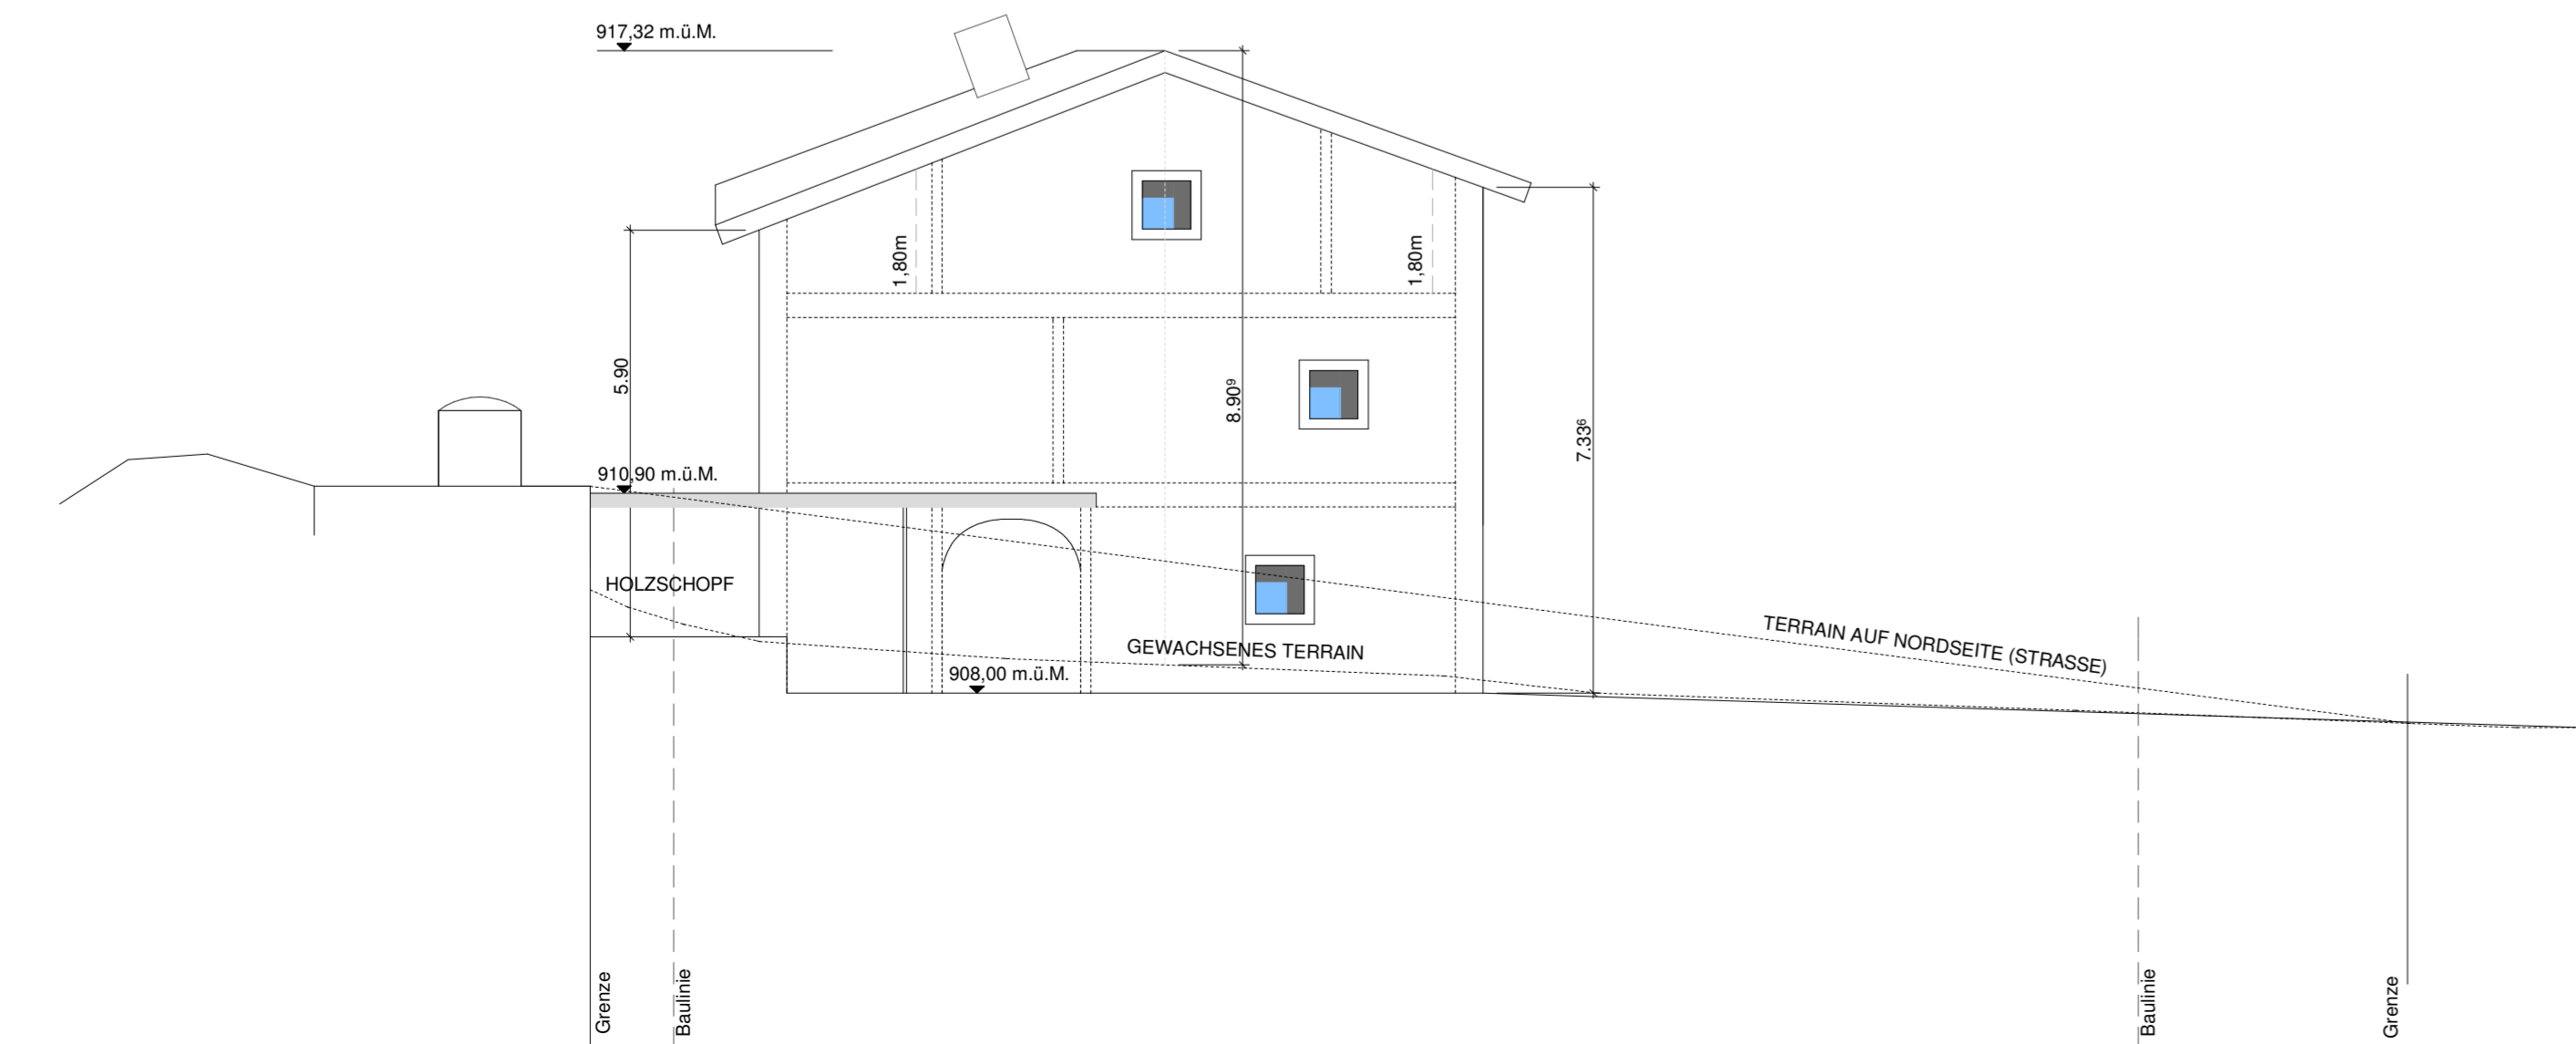 917,32 m.ü.M.
1,80m
1,80m
5.90
8.90⁹
7.33⁶
910,90 m.ü.M.
HOLZSCHOPF
GEWACHSENES TERRAIN
TERRAIN AUF NORDSEITE (STRASSE)
908,00 m.ü.M.
Grenze
Baulinie
Baulinie
Grenze